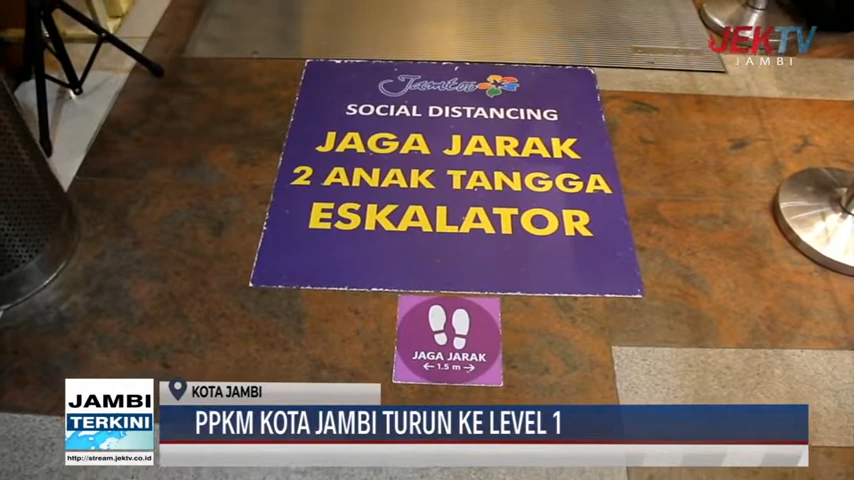 JEKTV
JAMBI
Jamtos
SOCIAL DISTANCING
JAGA JARAK
2 ANAK TANGGA
ESKALATOR
JAGA JARAK
1.5 m
JAMBI
TERKINI
http://stream.jektv.co.id
KOTA JAMBI
PPKM KOTA JAMBI TURUN KE LEVEL 1